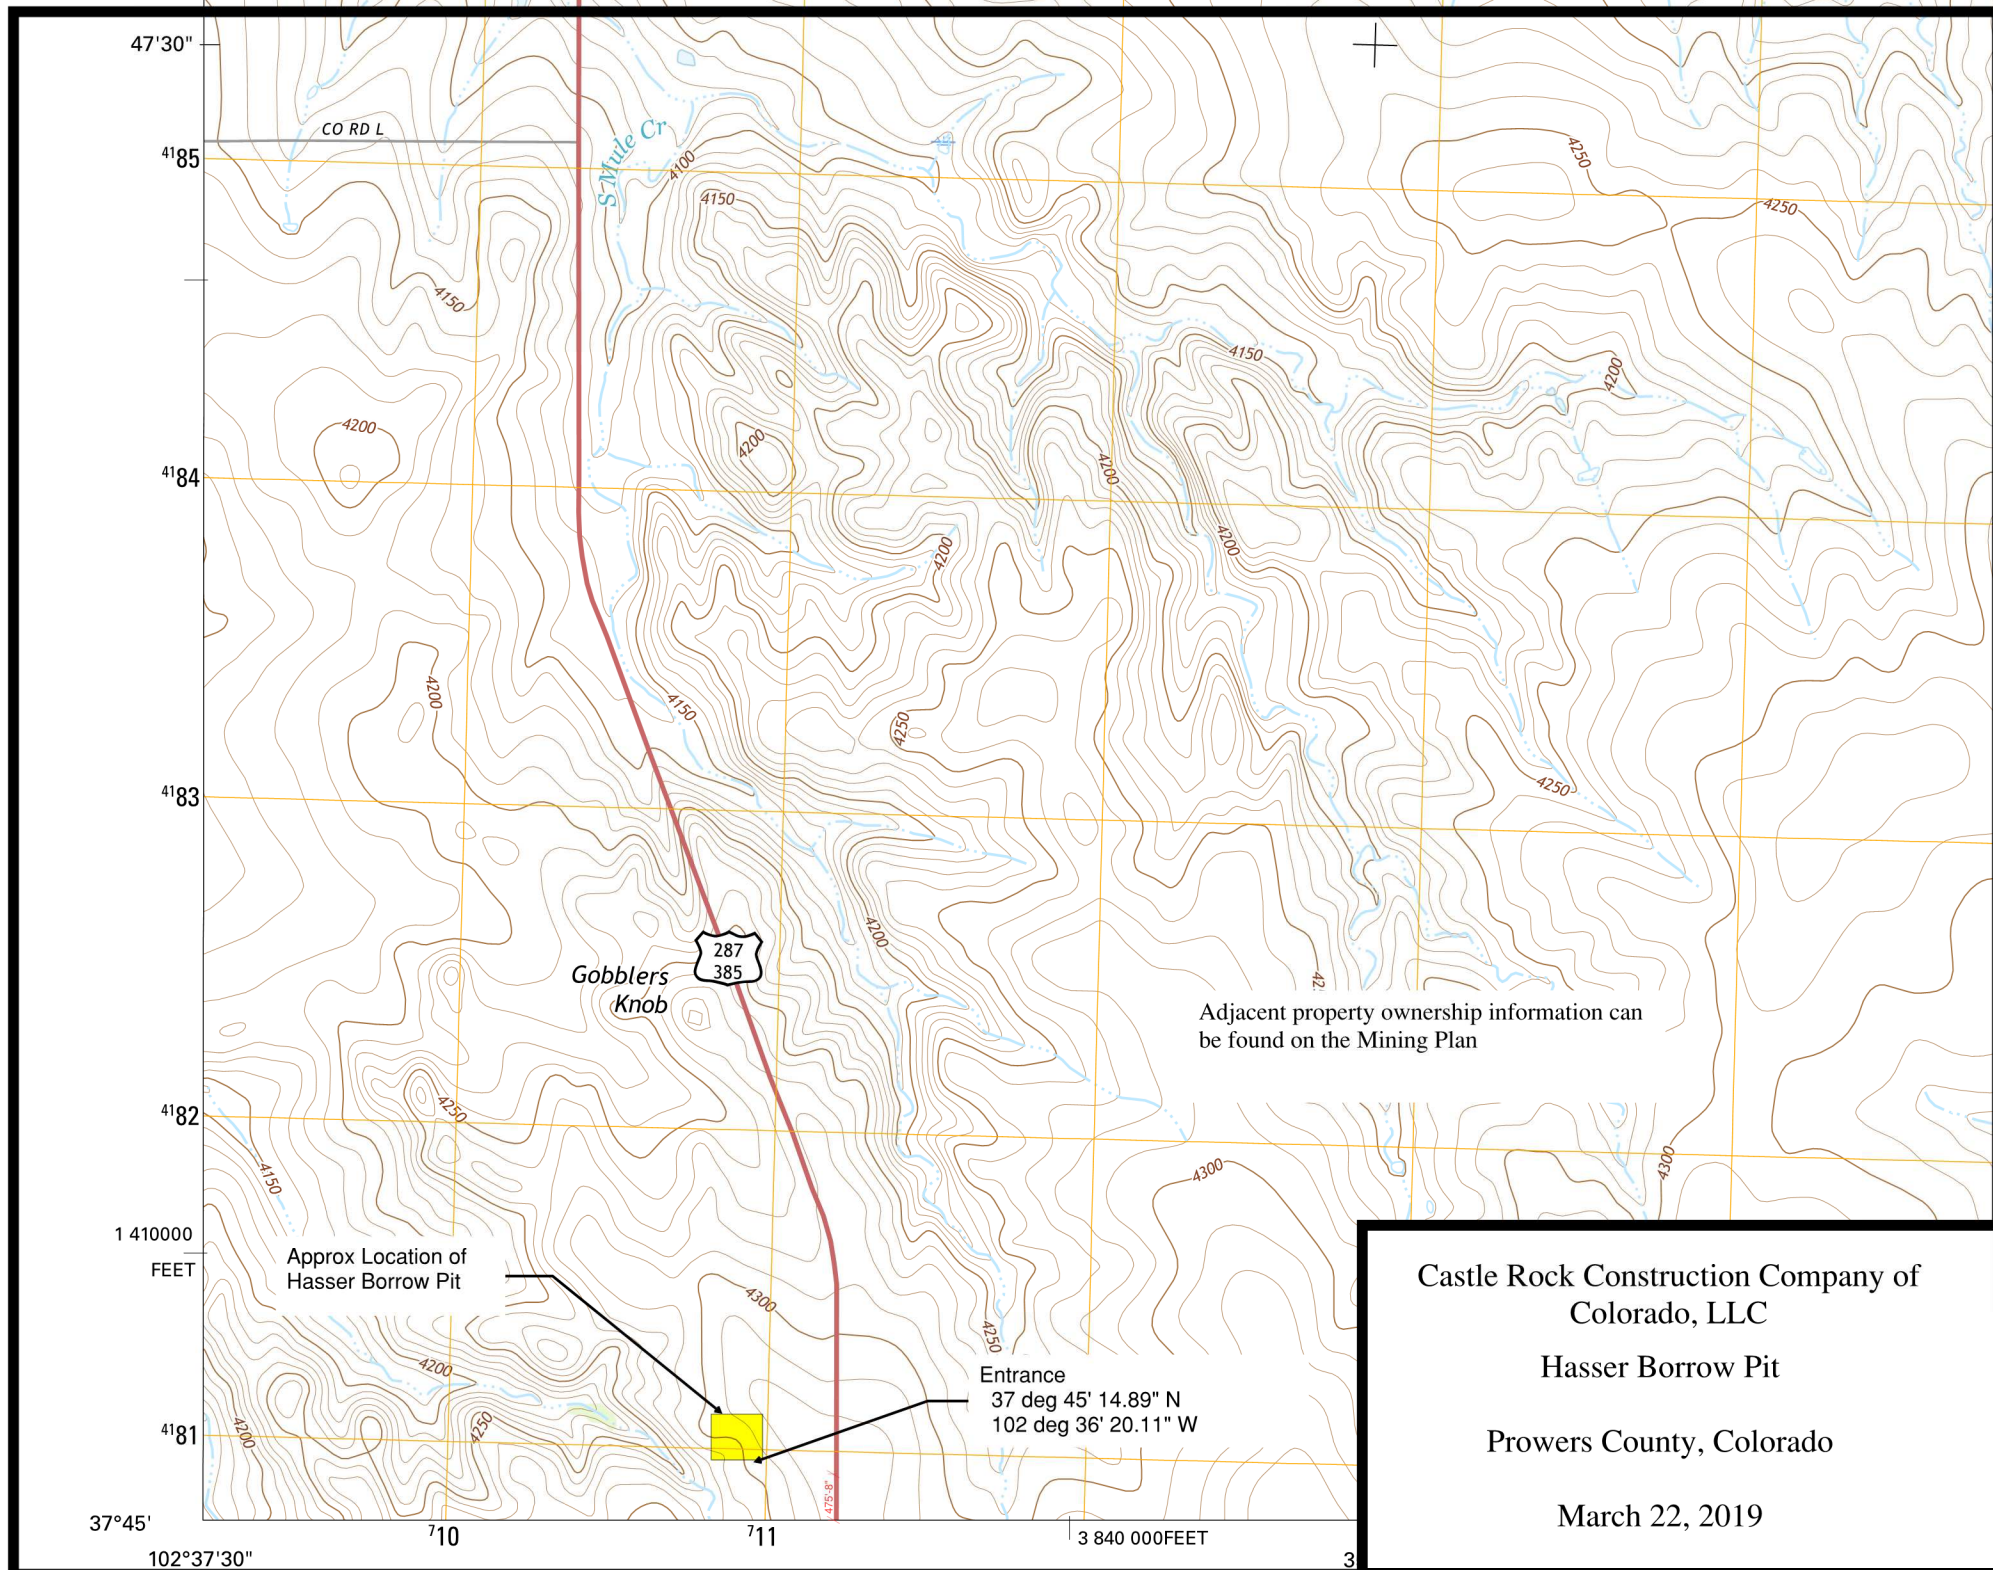 47'30"
CO RD L
4185
S Mule Cr
4100
4150
4250
4250
4150
4150
4200
4200
4200
4184
4200
4200
4200
4200
4150
4250
4183
4250
4200
287
385
Gobblers
Knob
42
Adjacent property ownership information can
be found on the Mining Plan
4250
4182
4150
4300
4300
1 410000
FEET
Approx Location of
Hasser Borrow Pit
4300
4250
4200
Entrance
37 deg 45' 14.89" N
102 deg 36' 20.11" W
4200
4250
4181
475'-8"
Castle Rock Construction Company of
Colorado, LLC
Hasser Borrow Pit
Prowers County, Colorado
March 22, 2019
37°45'
710
711
3 840 000FEET
3
102°37'30"